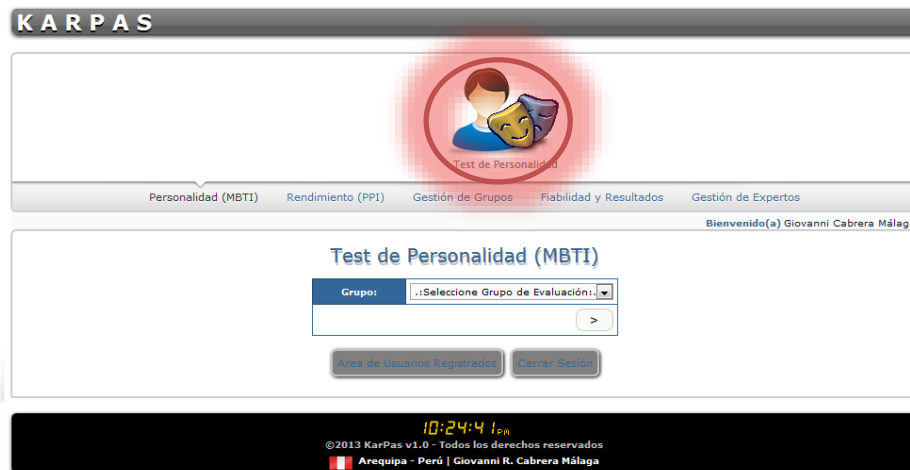 KARPAS
Test de Personalidad
Personalidad (MBTI) Rendimiento (PPI) Gestión de Grupos Fiabilidad y Resultados Gestión de Expertos
Bienvenido(a) Giovanni Cabrera Málag
Test de Personalidad (MBTI)
Grupo: .:Seleccione Grupo de Evaluación:.
>
Area de Usuarios Registrados Cerrar Sesión
10:24:41 PM
©2013 KarPas v1.0 - Todos los derechos reservados
Arequipa - Perú | Giovanni R. Cabrera Málaga